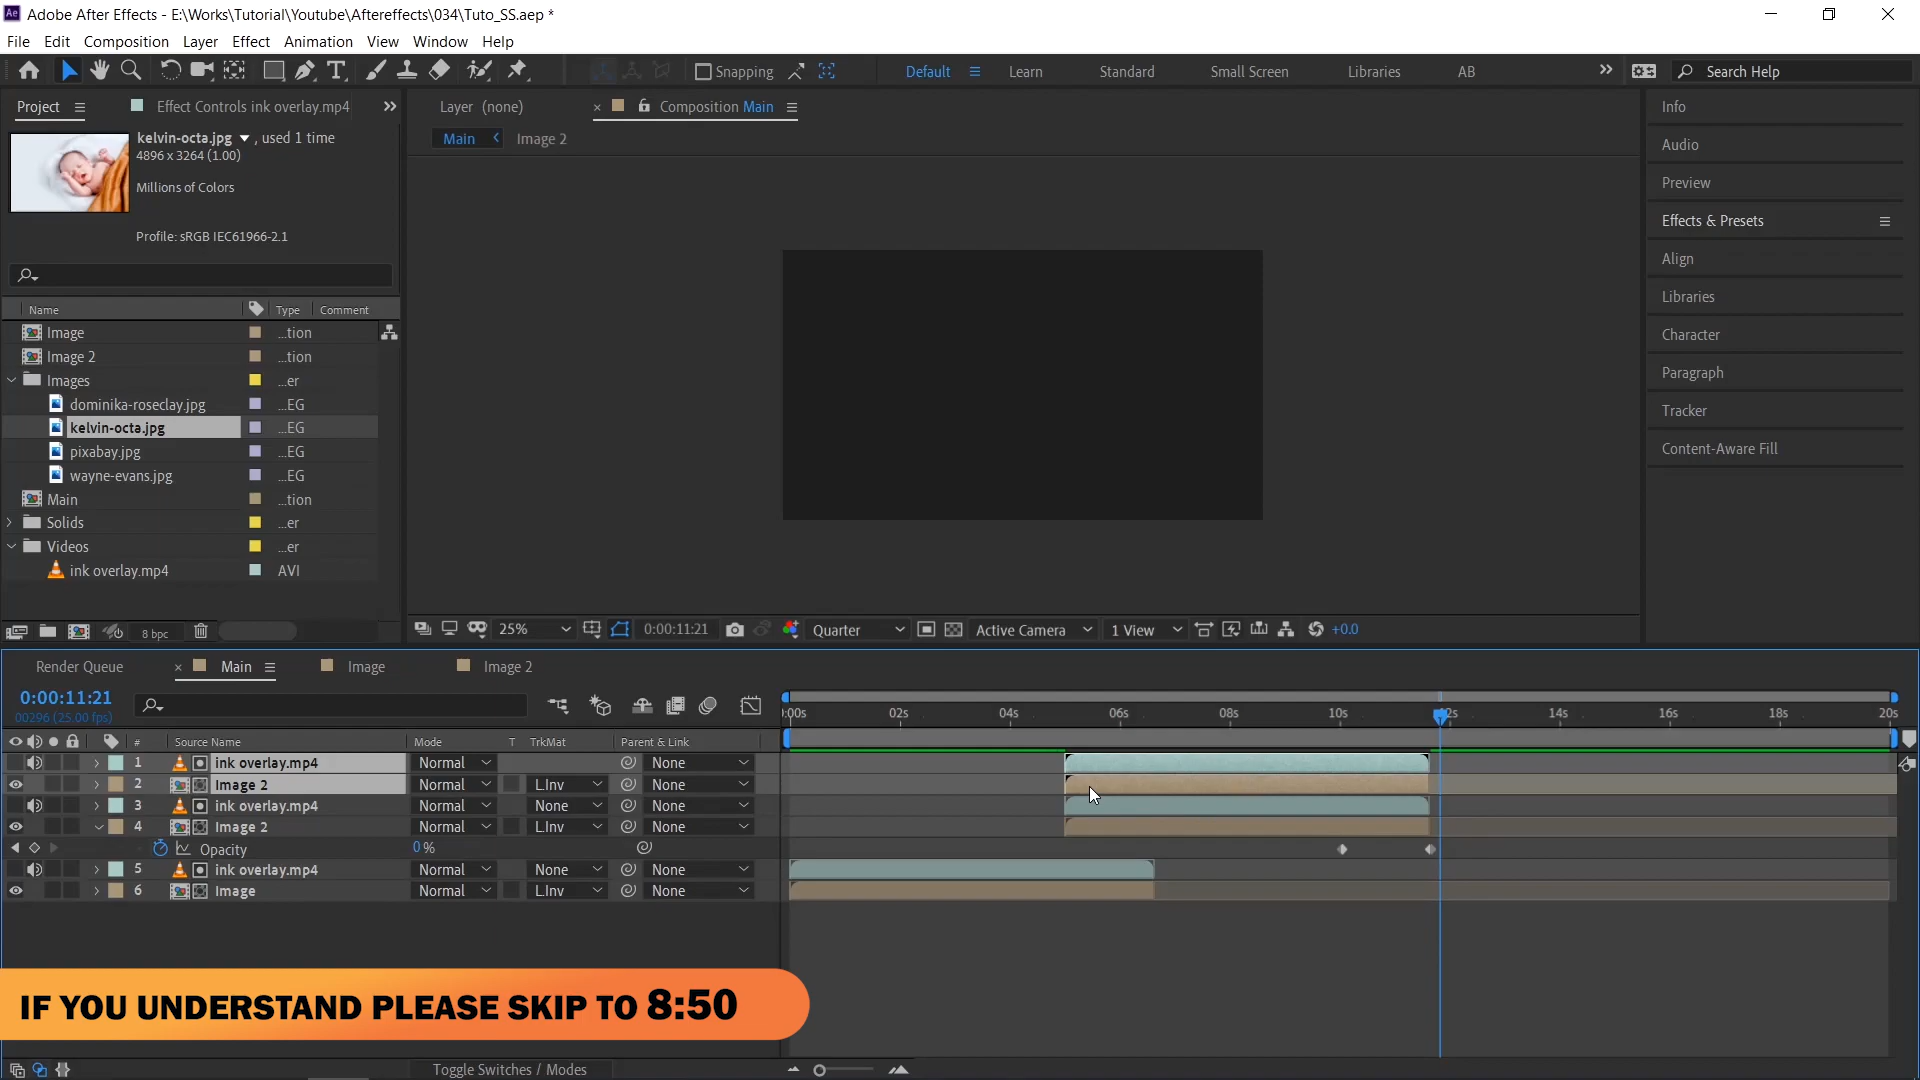 Adobe After Effects - E:\Works\Tutorial\Youtube\Aftereffects\034\Tuto_SS.aep *
File Edit Composition Layer Effect Animation View Window Help
Snapping Default Learn Standard Small Screen Libraries AB Search Help
Project Effect Controls ink overlay.mp4
Layer (none) Composition Main
Main Image 2
kelvin-octa.jpg , used 1 time
4896 x 3264 (1.00)
Millions of Colors
Profile: sRGB IEC61966-2.1
Name Type Comment
Image ...tion
Image 2 ...tion
Images ...er
dominika-roseclay.jpg ...EG
kelvin-octa.jpg ...EG
pixabay.jpg ...EG
wayne-evans.jpg ...EG
Main ...tion
Solids ...er
Videos ...er
ink overlay.mp4 AVI
8 bpc
25% 0:00:11:21 Quarter Active Camera 1 View +0.0
Info
Audio
Preview
Effects & Presets
Align
Libraries
Character
Paragraph
Tracker
Content-Aware Fill
Render Queue Main Image Image 2
0:00:11:21
00296 (25.00 fps)
:00s 02s 04s 06s 08s 10s 2s 14s 16s 18s 20s
# Source Name Mode T TrkMat Parent & Link
1 ink overlay.mp4 Normal None
2 Image 2 Normal L.Inv None
3 ink overlay.mp4 Normal None None
4 Image 2 Normal L.Inv None
Opacity 0 %
5 ink overlay.mp4 Normal None None
6 Image Normal L.Inv None
IF YOU UNDERSTAND PLEASE SKIP TO 8:50
Toggle Switches / Modes